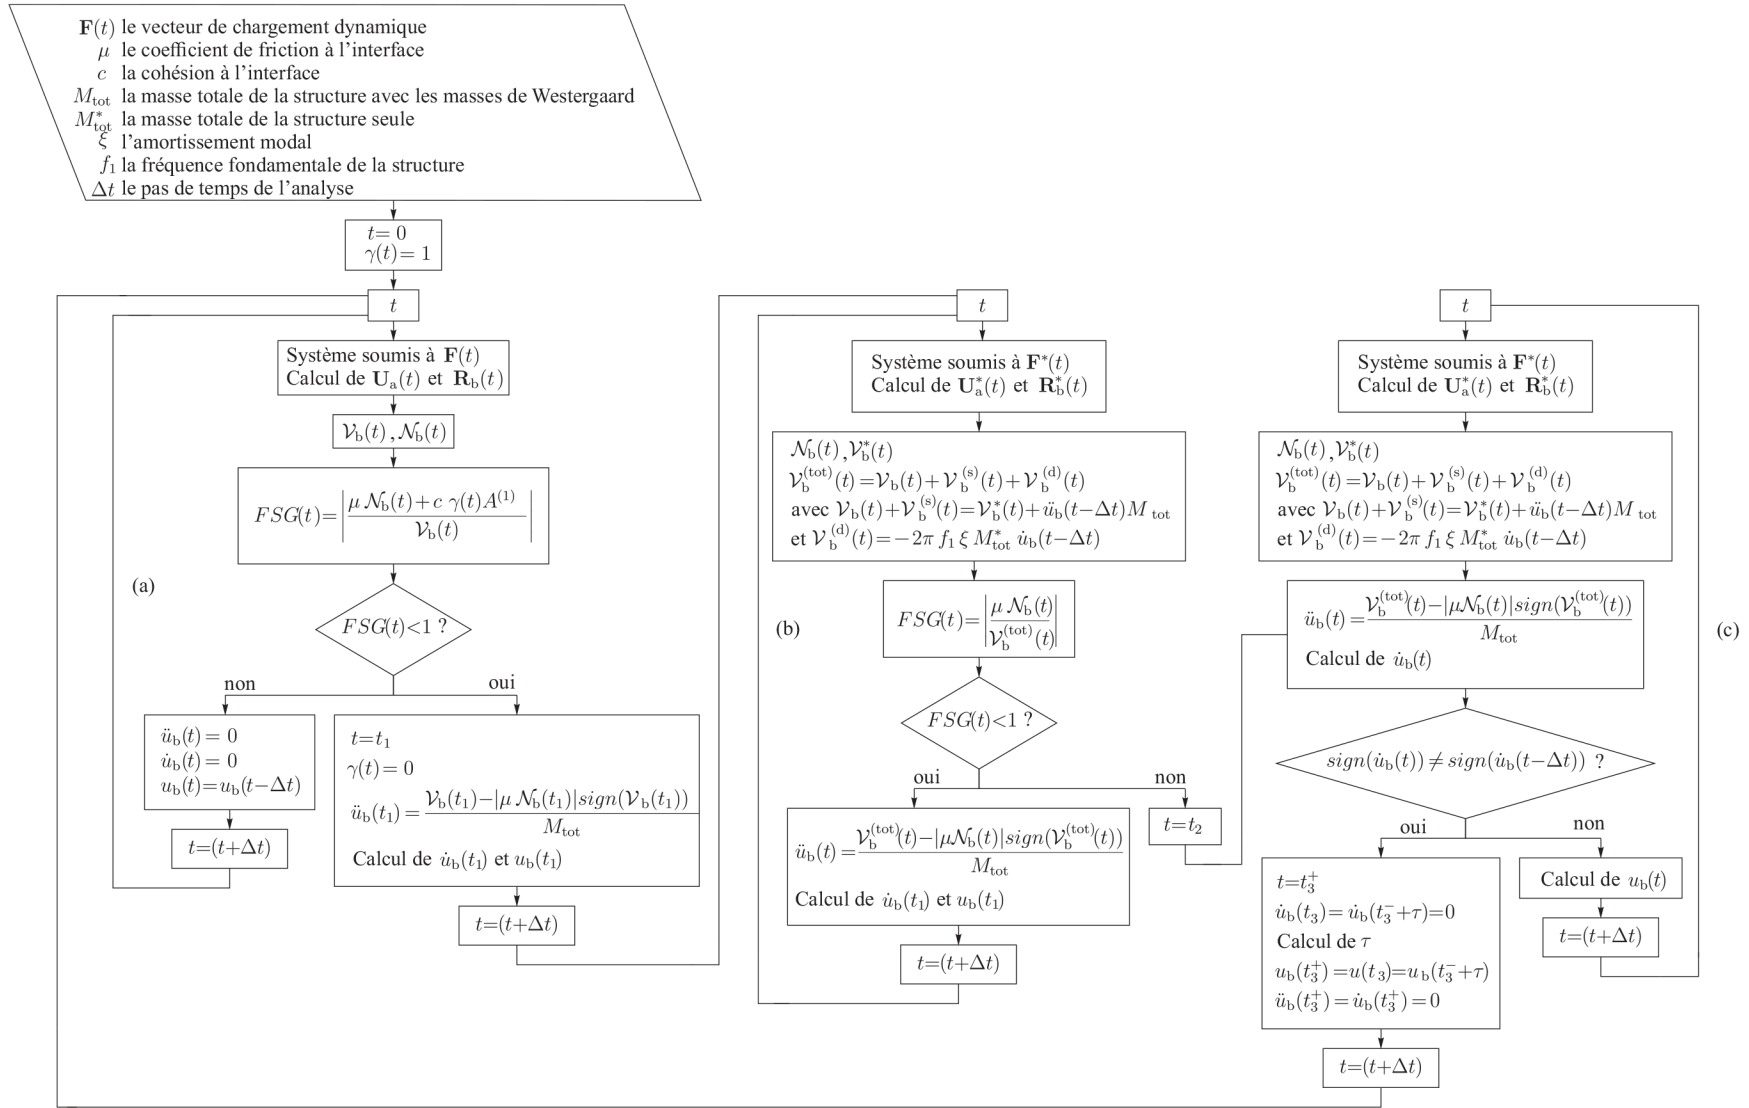 F(t) le vecteur de chargement dynamique
μ le coefficient de friction à l'interface
c la cohésion à l'interface
M_tot la masse totale de la structure avec les masses de Westergaard
M*_tot la masse totale de la structure seule
ξ l'amortissement modal
f_1 la fréquence fondamentale de la structure
Δt le pas de temps de l'analyse
t= 0
γ(t)= 1
t
Système soumis à F(t)
Calcul de U_a(t) et R_b(t)
𝒱_b(t) ,𝒩_b(t)
FSG(t)=|(μ 𝒩_b(t)+c γ(t)A^(1))/(𝒱_b(t))|
(a)
FSG(t)<1 ?
non
oui
ü_b(t)= 0
u̇_b(t)= 0
u_b(t)=u_b(t−Δt)
t=(t+Δt)
t=t_1
γ(t)=0
ü_b(t_1)=(𝒱_b(t_1)−|μ 𝒩_b(t_1)|sign(𝒱_b(t_1)))/(M_tot)
Calcul de u̇_b(t_1) et u_b(t_1)
t=(t+Δt)
t
Système soumis à F*(t)
Calcul de U*_a(t) et R*_b(t)
𝒩_b(t) ,𝒱*_b(t)
𝒱_b^(tot)(t)=𝒱_b(t)+𝒱_b^(s)(t)+𝒱_b^(d)(t)
avec 𝒱_b(t)+𝒱_b^(s)(t)=𝒱*_b(t)+ü_b(t−Δt)M_tot
et 𝒱_b^(d)(t)=−2π f_1 ξ M*_tot u̇_b(t−Δt)
(b)
FSG(t)=|(μ 𝒩_b(t))/(𝒱_b^(tot)(t))|
FSG(t)<1 ?
oui
non
ü_b(t)=(𝒱_b^(tot)(t)−|μ𝒩_b(t)|sign(𝒱_b^(tot)(t)))/(M_tot)
Calcul de u̇_b(t_1) et u_b(t_1)
t=(t+Δt)
t=t_2
t
Système soumis à F*(t)
Calcul de U*_a(t) et R*_b(t)
𝒩_b(t) ,𝒱*_b(t)
𝒱_b^(tot)(t)=𝒱_b(t)+𝒱_b^(s)(t)+𝒱_b^(d)(t)
avec 𝒱_b(t)+𝒱_b^(s)(t)=𝒱*_b(t)+ü_b(t−Δt)M_tot
et 𝒱_b^(d)(t)=−2π f_1 ξ M*_tot u̇_b(t−Δt)
ü_b(t)=(𝒱_b^(tot)(t)−|μ𝒩_b(t)|sign(𝒱_b^(tot)(t)))/(M_tot)
Calcul de u̇_b(t)
(c)
sign(u̇_b(t))≠sign(u̇_b(t−Δt)) ?
oui
non
t=t_3^+
u̇_b(t_3)= u̇_b(t_3^−+τ)=0
Calcul de τ
u_b(t_3^+)=u(t_3)=u_b(t_3^−+τ)
ü_b(t_3^+)= u̇_b(t_3^+)=0
t=(t+Δt)
Calcul de u_b(t)
t=(t+Δt)